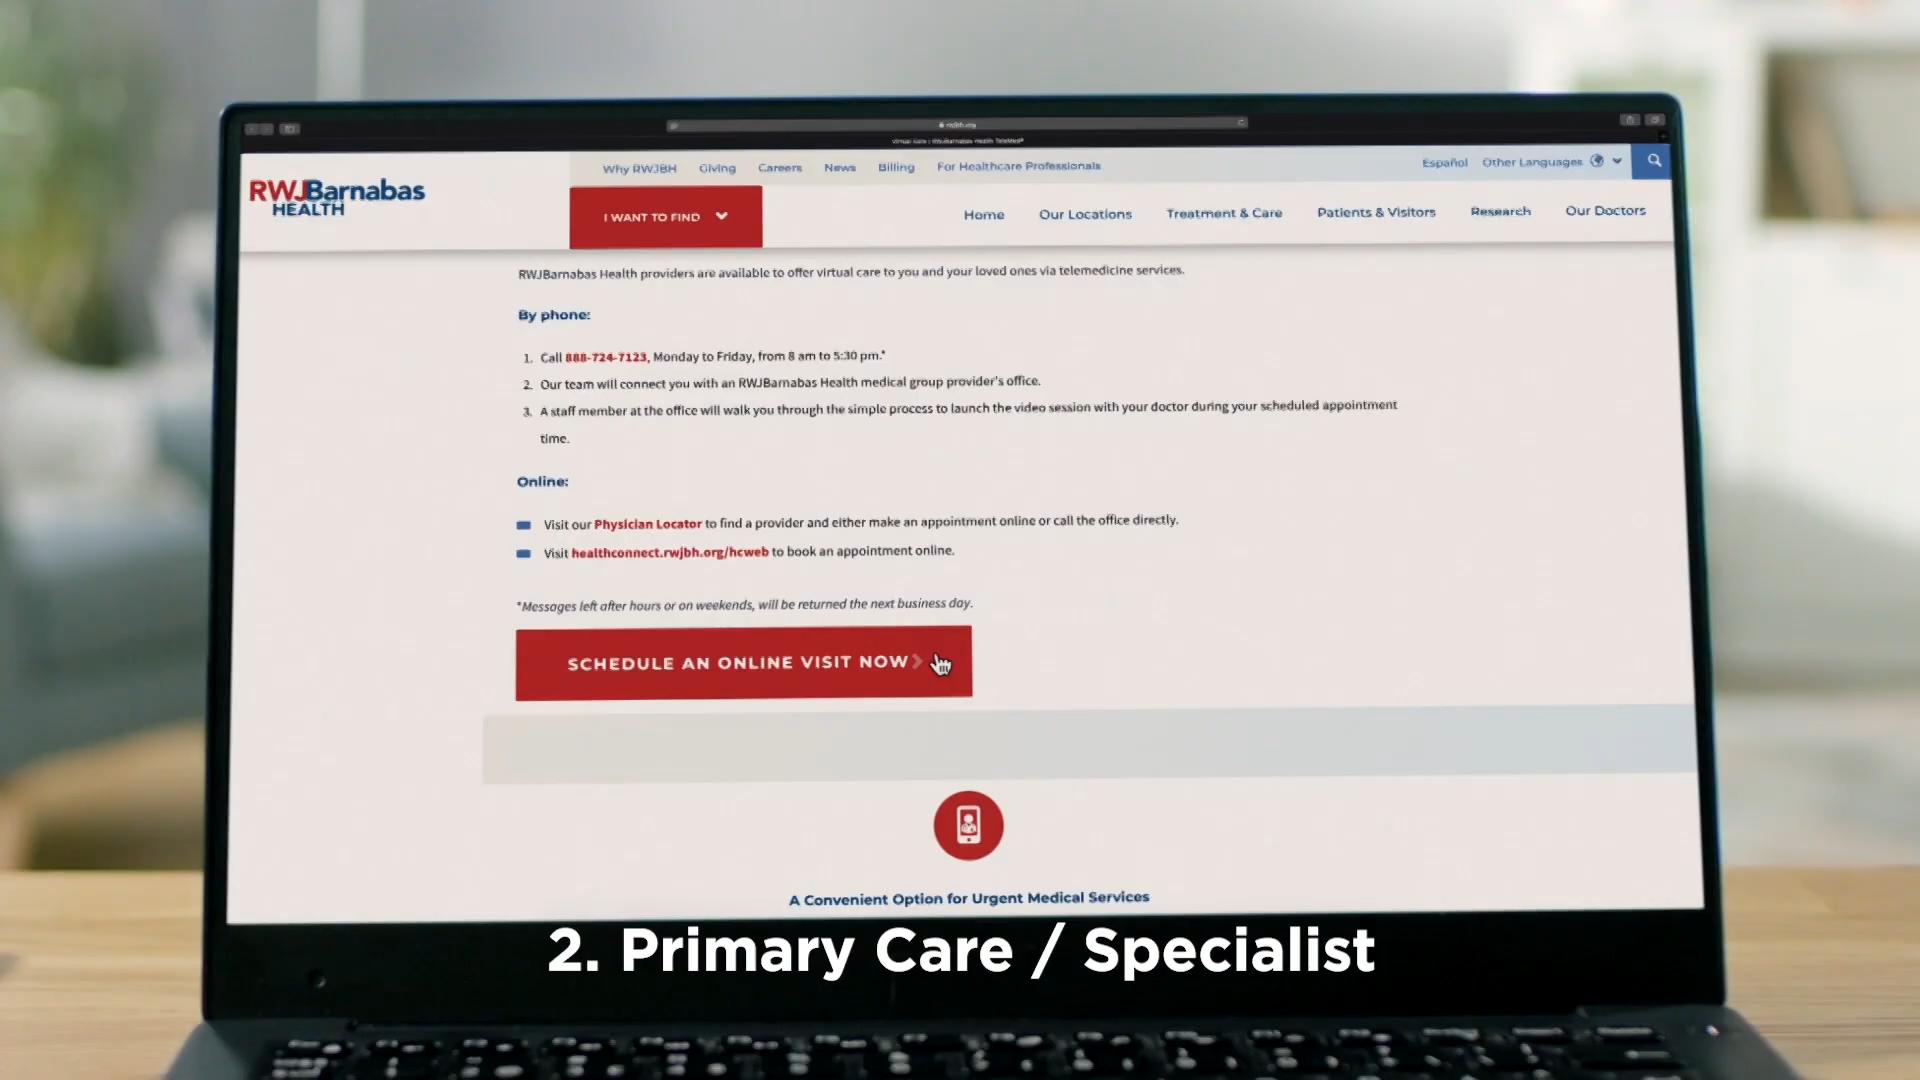 rwjbh.org
Virtual Care | RWJBarnabas Health TeleMed®
Why RWJBH Giving Careers News Billing For Healthcare Professionals
Español Other Languages
RWJBarnabas
HEALTH
I WANT TO FIND
Home Our Locations Treatment & Care Patients & Visitors Research Our Doctors
RWJBarnabas Health providers are available to offer virtual care to you and your loved ones via telemedicine services.
By phone:
1. Call 888-724-7123, Monday to Friday, from 8 am to 5:30 pm.*
2. Our team will connect you with an RWJBarnabas Health medical group provider's office.
3. A staff member at the office will walk you through the simple process to launch the video session with your doctor during your scheduled appointment
time.
Online:
Visit our Physician Locator to find a provider and either make an appointment online or call the office directly.
Visit healthconnect.rwjbh.org/hcweb to book an appointment online.
*Messages left after hours or on weekends, will be returned the next business day.
SCHEDULE AN ONLINE VISIT NOW
A Convenient Option for Urgent Medical Services
2. Primary Care / Specialist